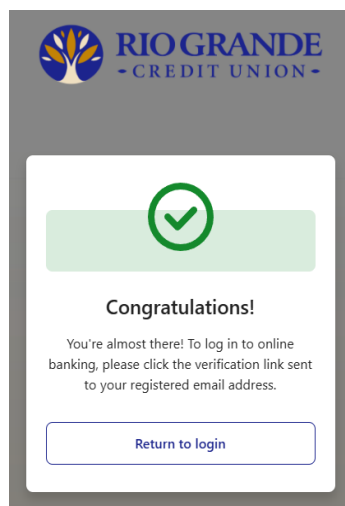 RIO GRANDE
-CREDIT UNION-
Congratulations!
You're almost there! To log in to online
banking, please click the verification link sent
to your registered email address.
Return to login